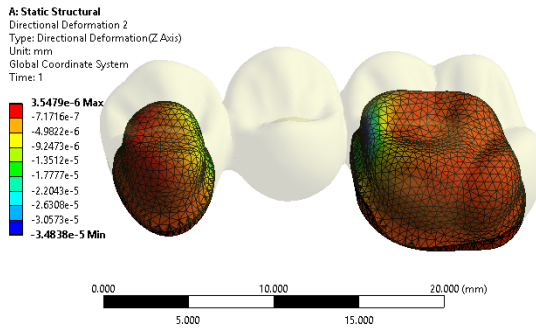 A: Static Structural
Directional Deformation 2
Type: Directional Deformation(Z Axis)
Unit: mm
Global Coordinate System
Time: 1
3.5479e-6 Max
-7.1716e-7
-4.9822e-6
-9.2473e-6
-1.3512e-5
-1.7777e-5
-2.2043e-5
-2.6308e-5
-3.0573e-5
-3.4838e-5 Min
0.000 10.000 20.000 (mm)
5.000 15.000